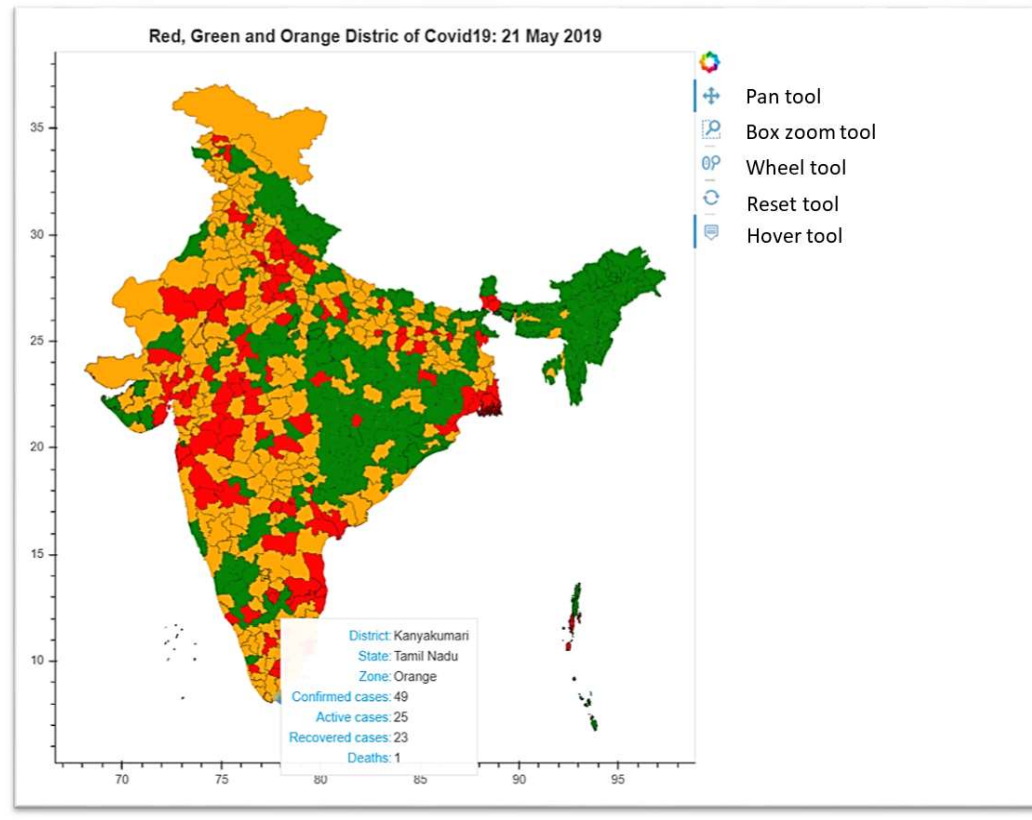 Red, Green and Orange Distric of Covid19: 21 May 2019
Pan tool
Box zoom tool
Wheel tool
Reset tool
Hover tool
35
30
25
20
15
10
District: Kanyakumari
State: Tamil Nadu
Zone: Orange
Confirmed cases: 49
Active cases: 25
Recovered cases: 23
Deaths: 1
70 75 80 85 90 95